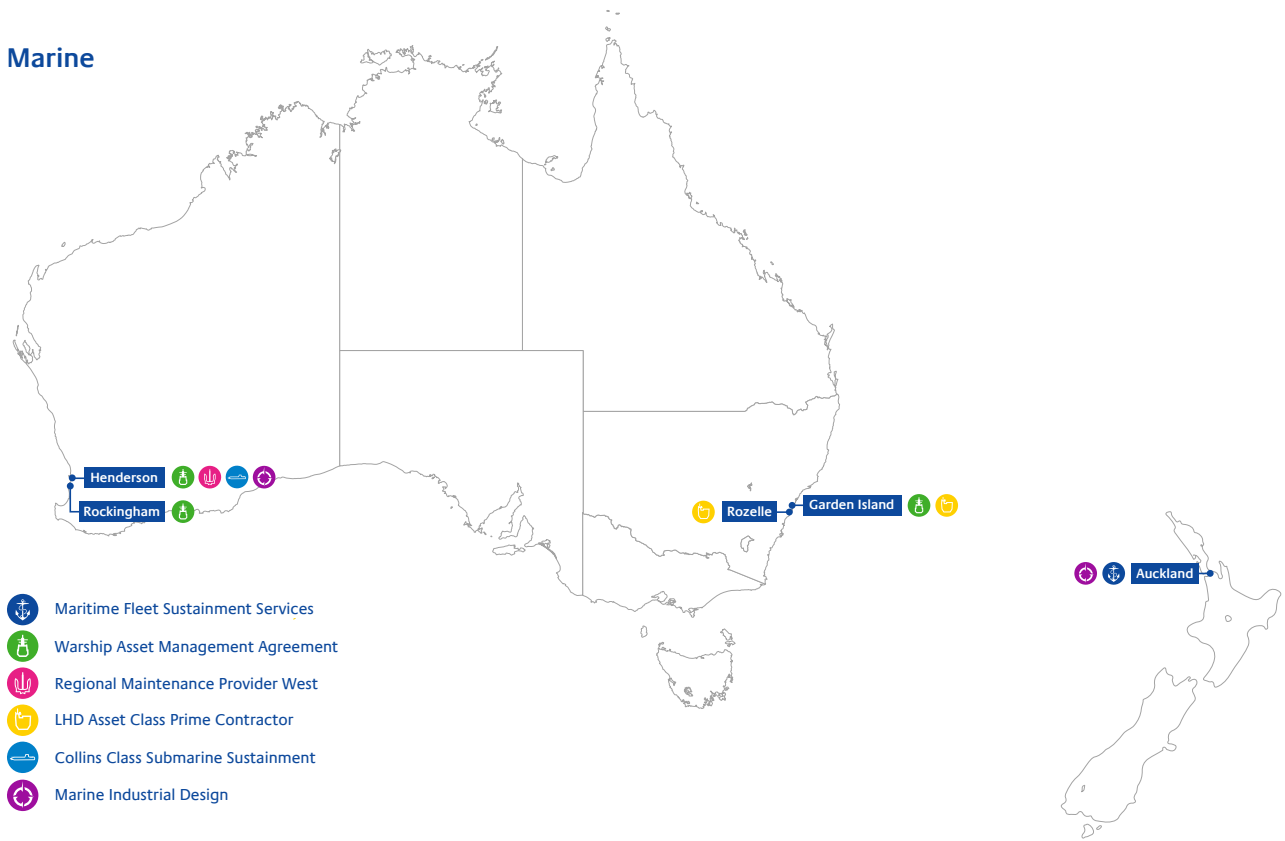 Marine
Henderson
Rockingham
Rozelle
Garden Island
Auckland
Maritime Fleet Sustainment Services
Warship Asset Management Agreement
Regional Maintenance Provider West
LHD Asset Class Prime Contractor
Collins Class Submarine Sustainment
Marine Industrial Design